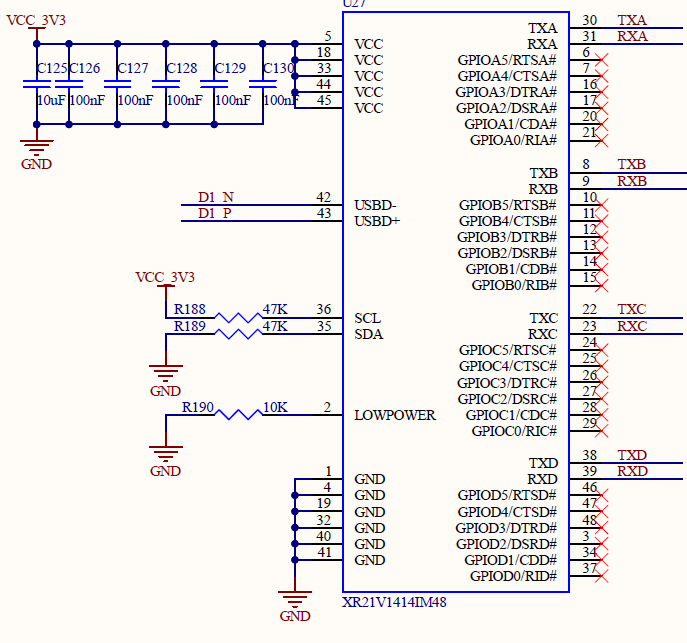 U27
VCC_3V3
C125 C126 C127 C128 C129 C130
10uF 100nF 100nF 100nF 100nF 100nF
GND
5 VCC
18 VCC
33 VCC
44 VCC
45 VCC
D1_N 42 USBD-
D1_P 43 USBD+
VCC_3V3
R188 47K 36 SCL
R189 47K 35 SDA
GND
R190 10K 2 LOWPOWER
GND
1 GND
4 GND
19 GND
32 GND
40 GND
41 GND
GND
TXA 30 TXA
RXA 31 RXA
GPIOA5/RTSA# 6
GPIOA4/CTSA# 7
GPIOA3/DTRA# 16
GPIOA2/DSRA# 17
GPIOA1/CDA# 20
GPIOA0/RIA# 21
TXB 8 TXB
RXB 9 RXB
GPIOB5/RTSB# 10
GPIOB4/CTSB# 11
GPIOB3/DTRB# 12
GPIOB2/DSRB# 13
GPIOB1/CDB# 14
GPIOB0/RIB# 15
TXC 22 TXC
RXC 23 RXC
GPIOC5/RTSC# 24
GPIOC4/CTSC# 25
GPIOC3/DTRC# 26
GPIOC2/DSRC# 27
GPIOC1/CDC# 28
GPIOC0/RIC# 29
TXD 38 TXD
RXD 39 RXD
GPIOD5/RTSD# 46
GPIOD4/CTSD# 47
GPIOD3/DTRD# 48
GPIOD2/DSRD# 3
GPIOD1/CDD# 34
GPIOD0/RID# 37
XR21V1414IM48